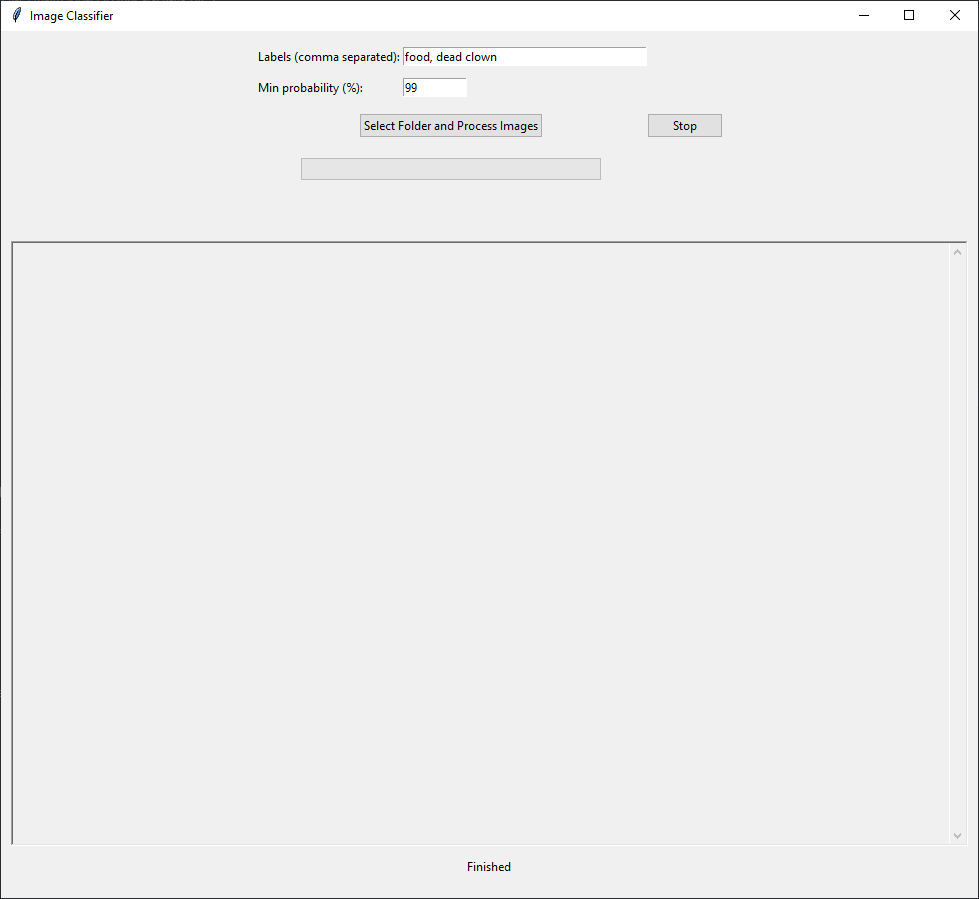 Image Classifier
Labels (comma separated): food, dead clown
Min probability (%): 99
Select Folder and Process Images Stop
Finished